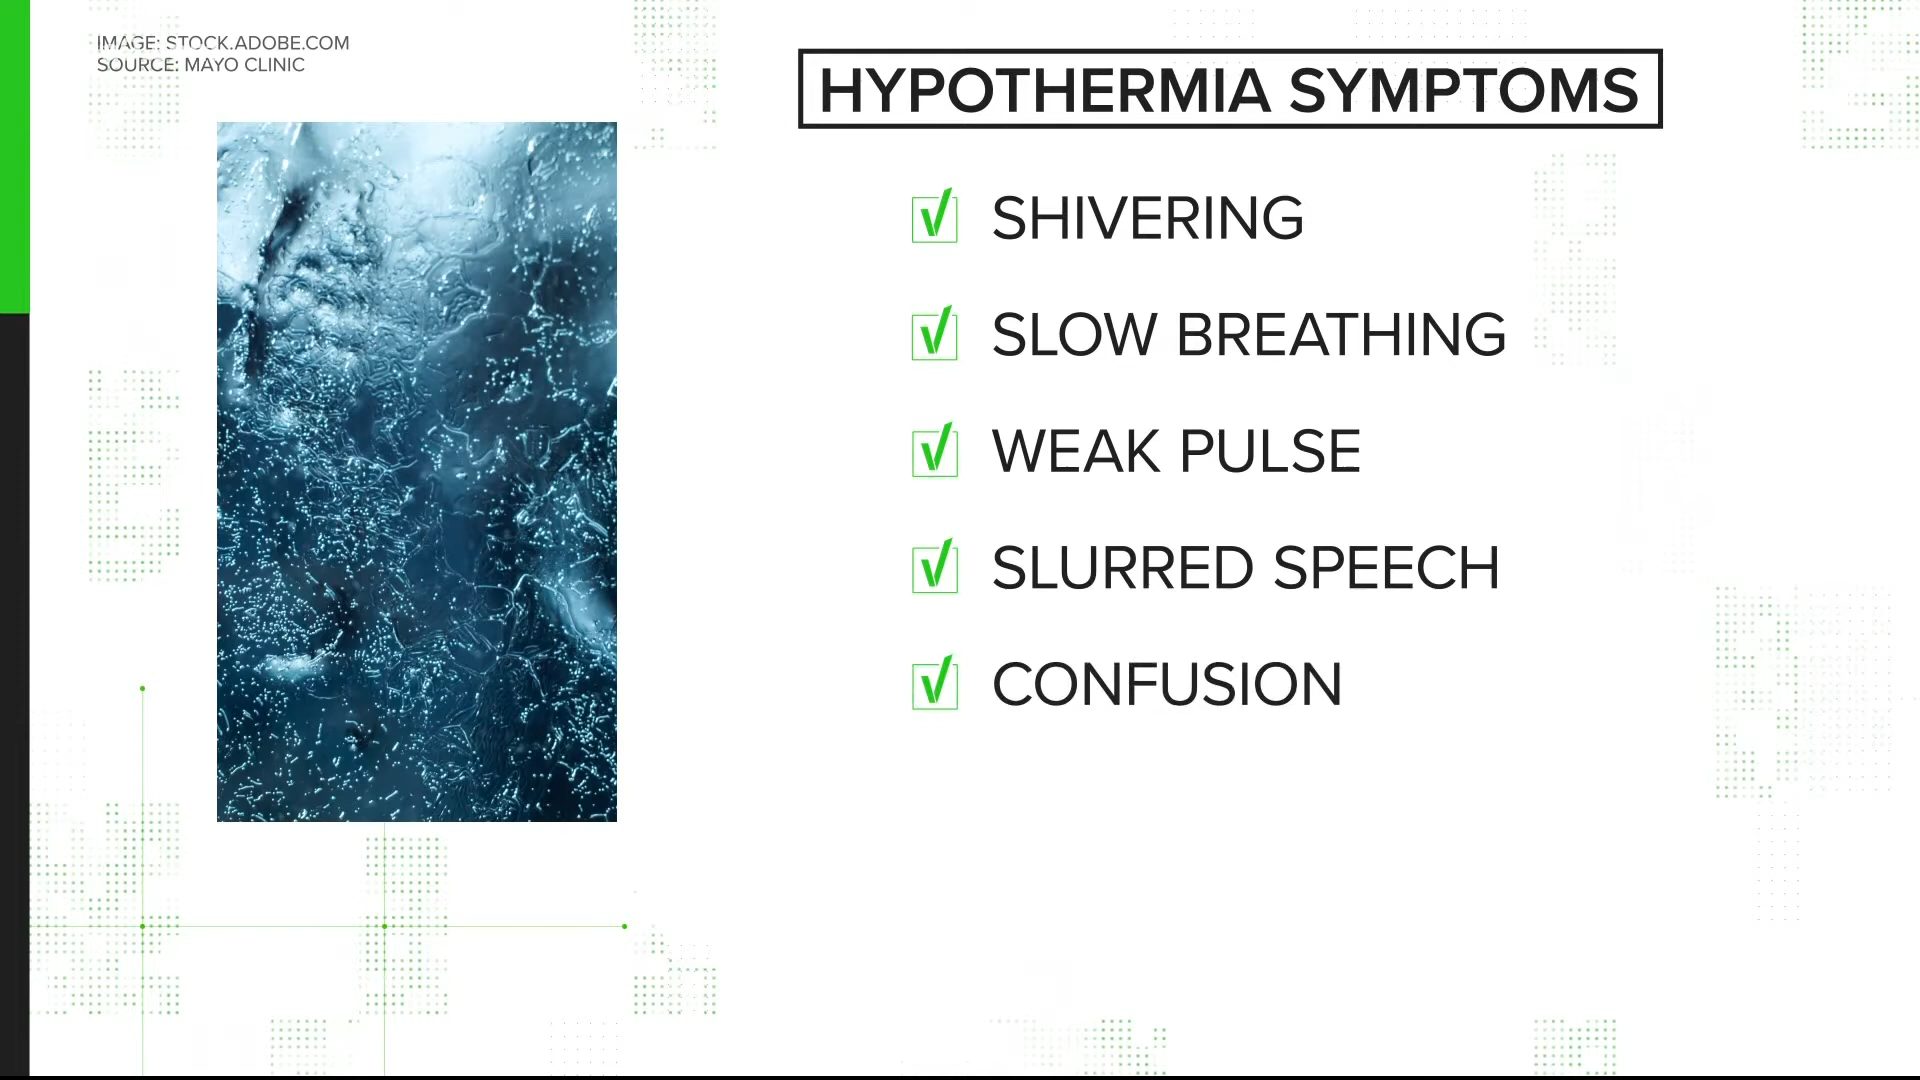 IMAGE: STOCK.ADOBE.COM
SOURCE: MAYO CLINIC
HYPOTHERMIA SYMPTOMS
SHIVERING
SLOW BREATHING
WEAK PULSE
SLURRED SPEECH
CONFUSION